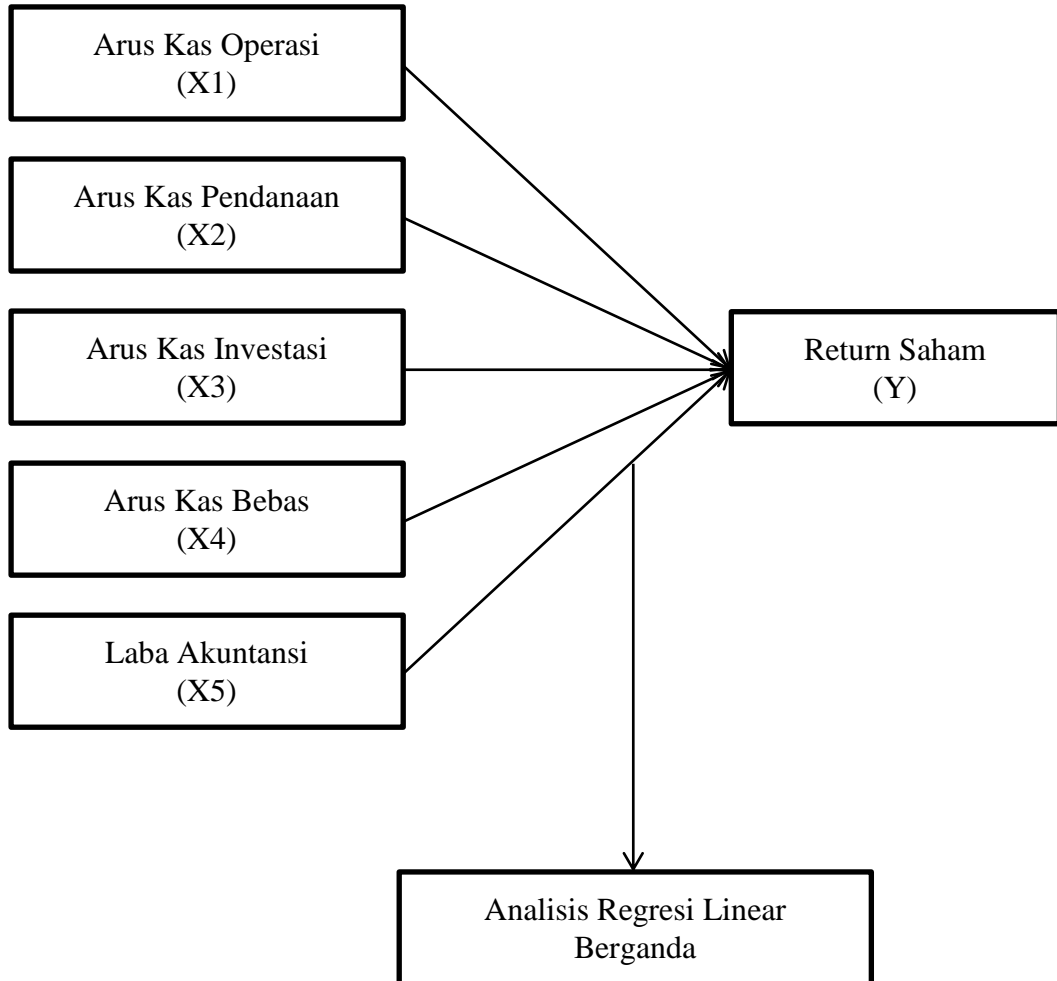 Arus Kas Operasi
(X1)
Arus Kas Pendanaan
(X2)
Arus Kas Investasi
(X3)
Return Saham
(Y)
Arus Kas Bebas
(X4)
Laba Akuntansi
(X5)
Analisis Regresi Linear
Berganda